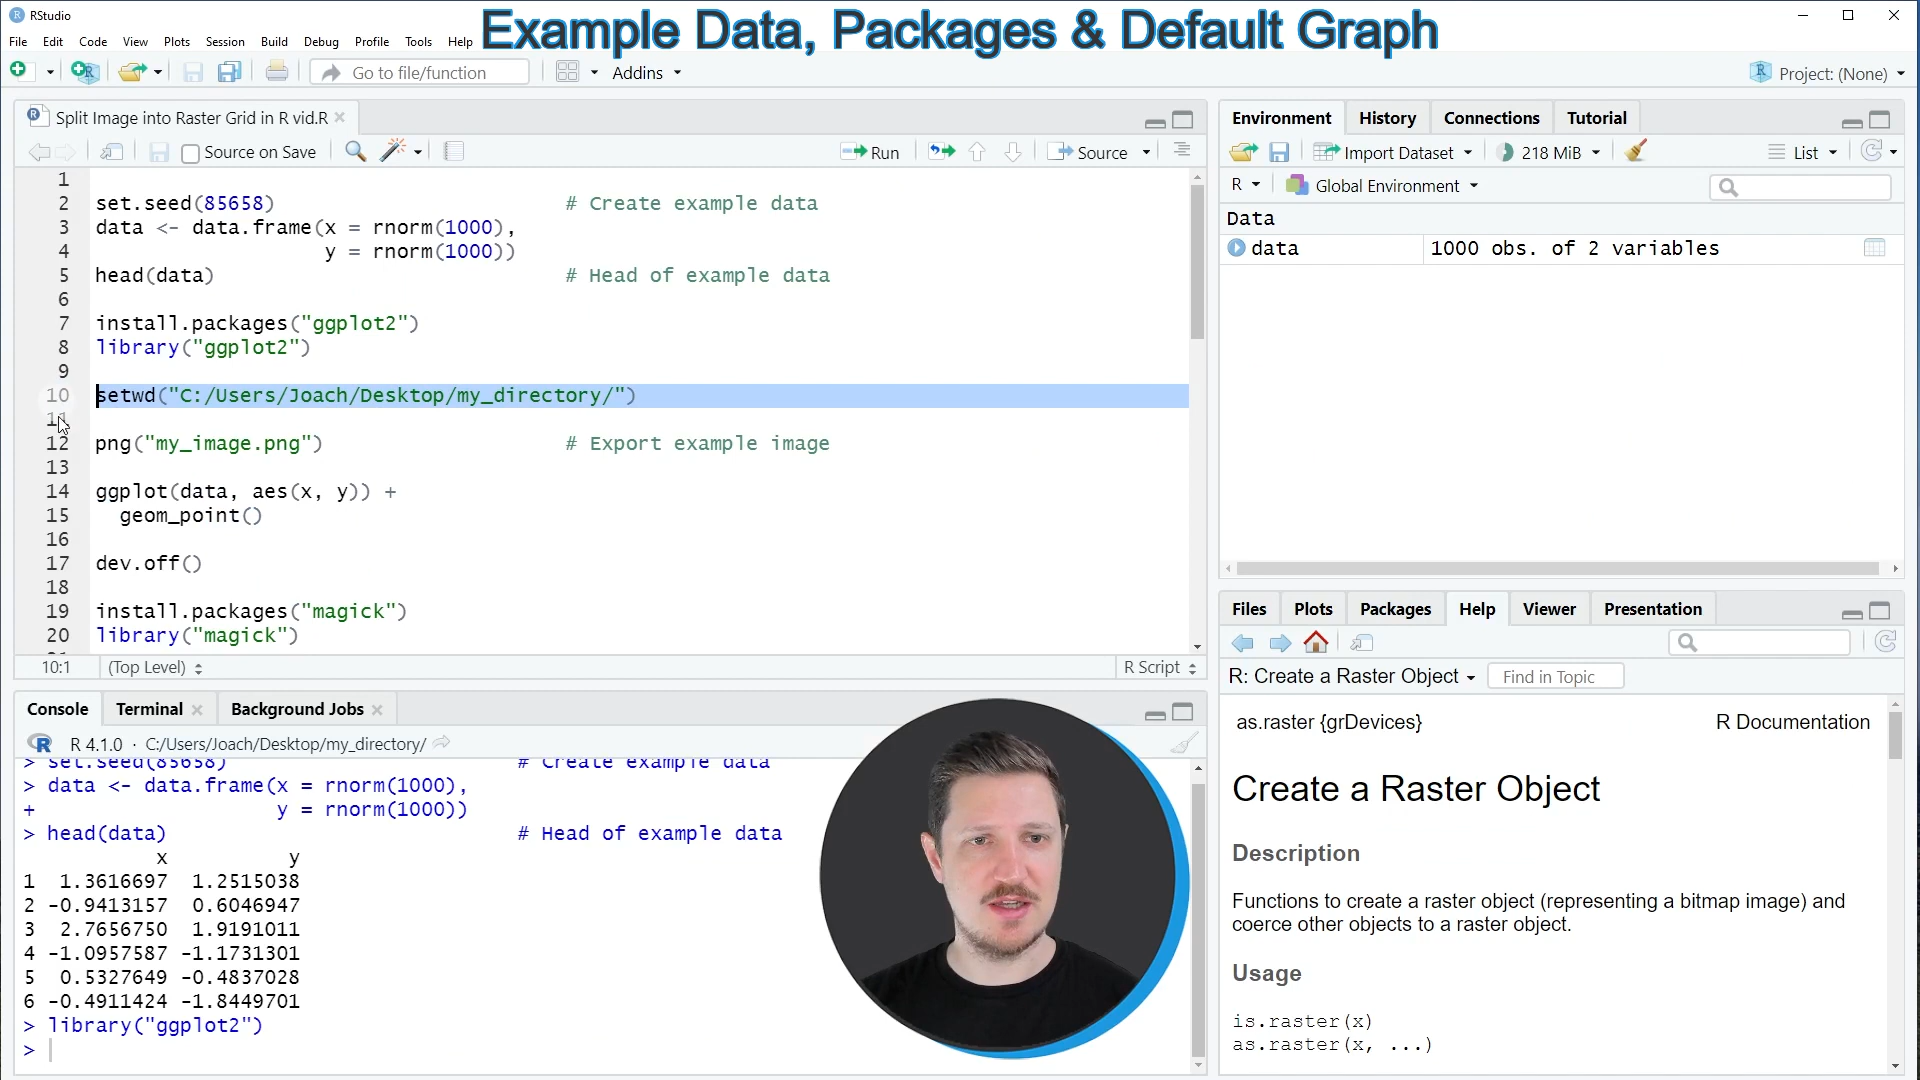 RStudio
Example Data, Packages & Default Graph
File Edit Code View Plots Session Build Debug Profile Tools Help
Go to file/function
Addins
Project: (None)
Split Image into Raster Grid in R vid.R
Source on Save
Run
Source
1
2 set.seed(85658) # Create example data
3 data <- data.frame(x = rnorm(1000),
4 y = rnorm(1000))
5 head(data) # Head of example data
6
7 install.packages("ggplot2")
8 library("ggplot2")
9
10 setwd("C:/Users/Joach/Desktop/my_directory/")
11
12 png("my_image.png") # Export example image
13
14 ggplot(data, aes(x, y)) +
15 geom_point()
16
17 dev.off()
18
19 install.packages("magick")
20 library("magick")
10:1 (Top Level) R Script
Console Terminal Background Jobs
R 4.1.0 · C:/Users/Joach/Desktop/my_directory/
> set.seed(85658) # Create example data
> data <- data.frame(x = rnorm(1000),
+ y = rnorm(1000))
> head(data) # Head of example data
x y
1 1.3616697 1.2515038
2 -0.9413157 0.6046947
3 2.7656750 1.9191011
4 -1.0957587 -1.1731301
5 0.5327649 -0.4837028
6 -0.4911424 -1.8449701
> library("ggplot2")
>
Environment History Connections Tutorial
Import Dataset 218 MiB List
R Global Environment
Data
data 1000 obs. of 2 variables
Files Plots Packages Help Viewer Presentation
R: Create a Raster Object Find in Topic
as.raster {grDevices} R Documentation
Create a Raster Object
Description
Functions to create a raster object (representing a bitmap image) and
coerce other objects to a raster object.
Usage
is.raster(x)
as.raster(x, ...)